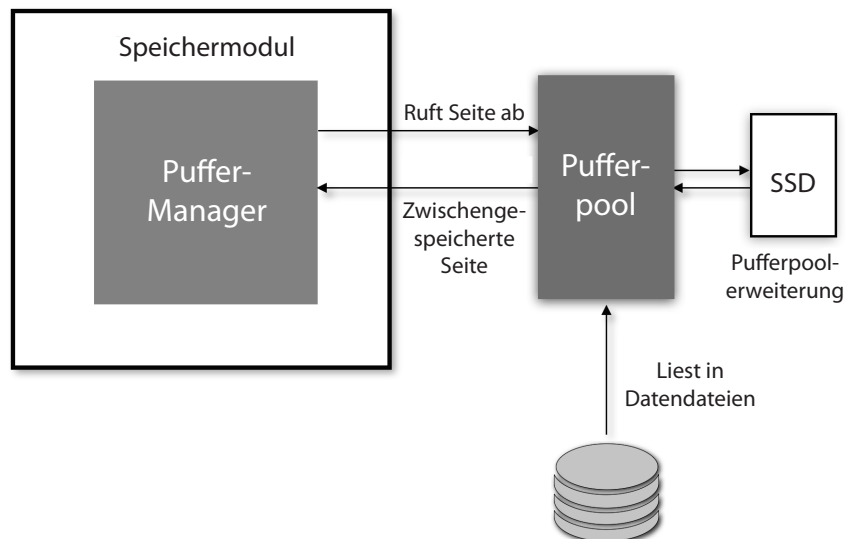 Speichermodul
Puffer-
Manager
Ruft Seite ab
Zwischenge-
speicherte
Seite
Puffer-
pool
SSD
Pufferpool-
erweiterung
Liest in
Datendateien